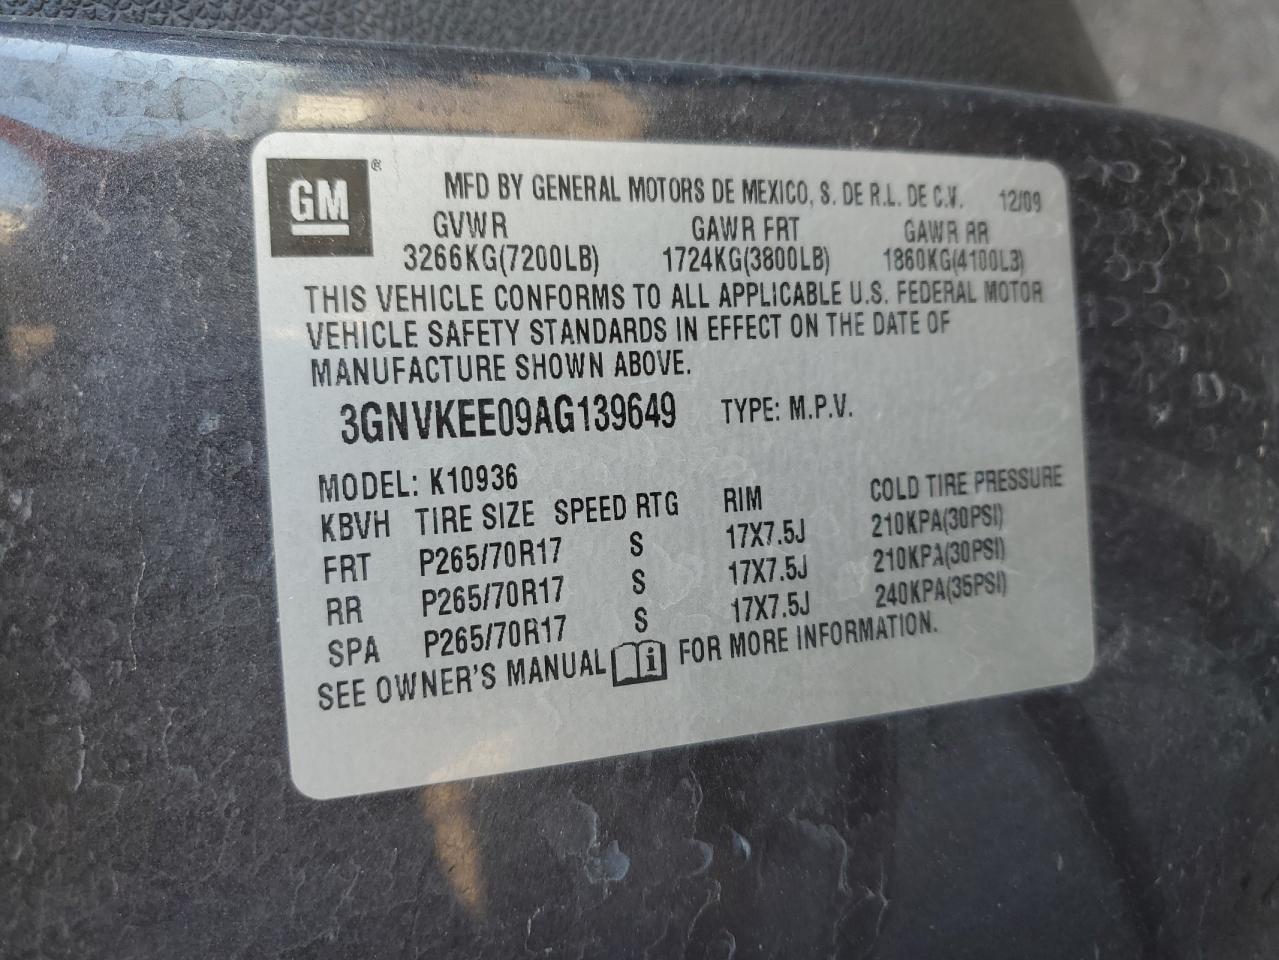 GM ®
MFD BY GENERAL MOTORS DE MEXICO, S. DE R.L. DE C.V. 12/09
GVWR GAWR FRT GAWR RR
3266KG(7200LB) 1724KG(3800LB) 1860KG(4100LB)
THIS VEHICLE CONFORMS TO ALL APPLICABLE U.S. FEDERAL MOTOR
VEHICLE SAFETY STANDARDS IN EFFECT ON THE DATE OF
MANUFACTURE SHOWN ABOVE.
3GNVKEE09AG139649 TYPE: M.P.V.
MODEL: K10936
KBVH TIRE SIZE SPEED RTG RIM COLD TIRE PRESSURE
FRT P265/70R17 S 17X7.5J 210KPA(30PSI)
RR P265/70R17 S 17X7.5J 210KPA(30PSI)
SPA P265/70R17 S 17X7.5J 240KPA(35PSI)
SEE OWNER'S MANUAL i FOR MORE INFORMATION.